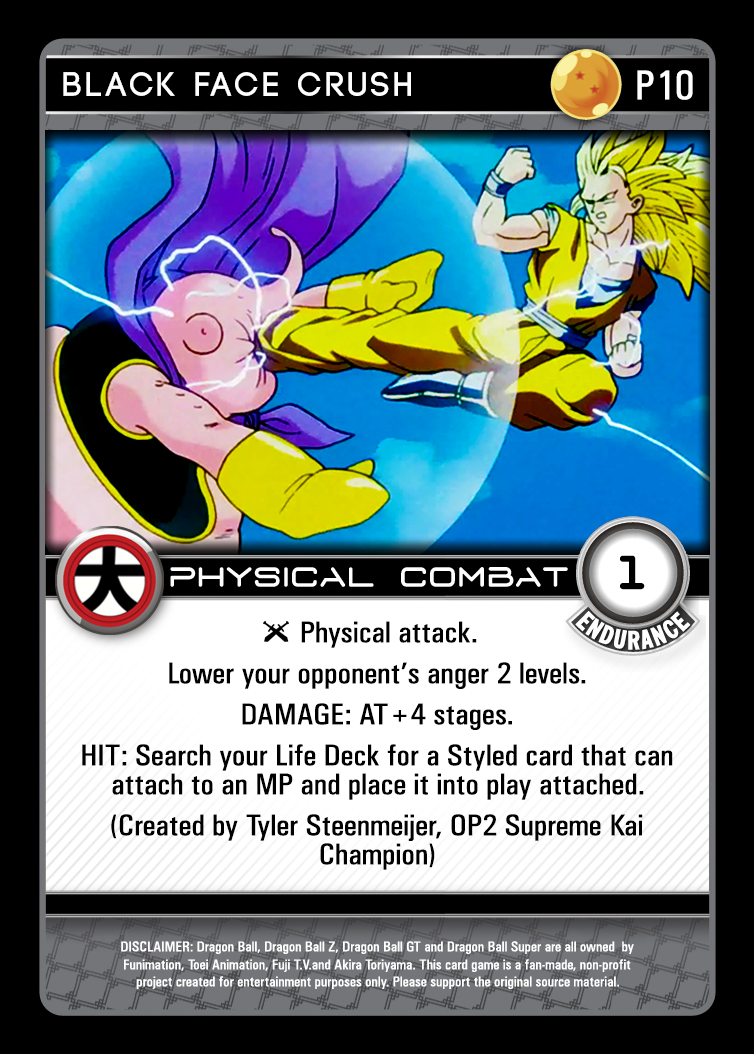 BLACK FACE CRUSH
P10
大
PHYSICAL COMBAT
1
ENDURANCE
Physical attack.
Lower your opponent's anger 2 levels.
DAMAGE: AT+4 stages.
HIT: Search your Life Deck for a Styled card that can
attach to an MP and place it into play attached.
(Created by Tyler Steenmeijer, OP2 Supreme Kai
Champion)
DISCLAIMER: Dragon Ball, Dragon Ball Z, Dragon Ball GT and Dragon Ball Super are all owned by
Funimation, Toei Animation, Fuji T.V.and Akira Toriyama. This card game is a fan-made, non-profit
project created for entertainment purposes only. Please support the original source material.